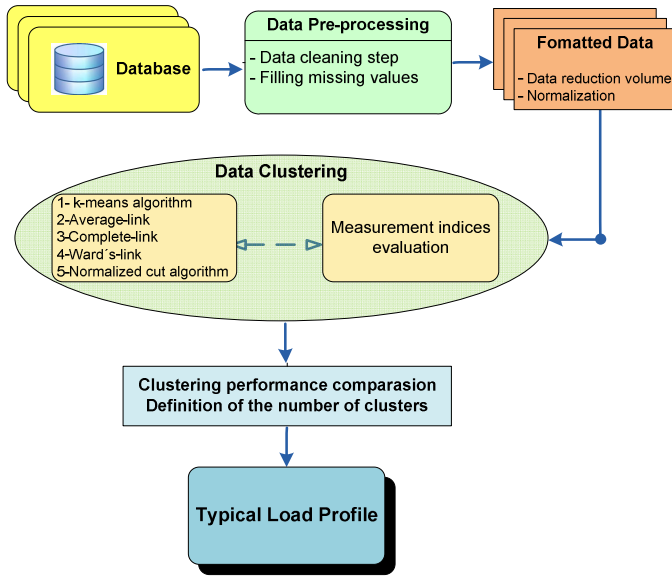 Database
Data Pre-processing
- Data cleaning step
- Filling missing values
Fomatted Data
- Data reduction volume
- Normalization
Data Clustering
1- k-means algorithm
2-Average-link
3-Complete-link
4-Ward´s-link
5-Normalized cut algorithm
Measurement indices
evaluation
Clustering performance comparasion
Definition of the number of clusters
Typical Load Profile